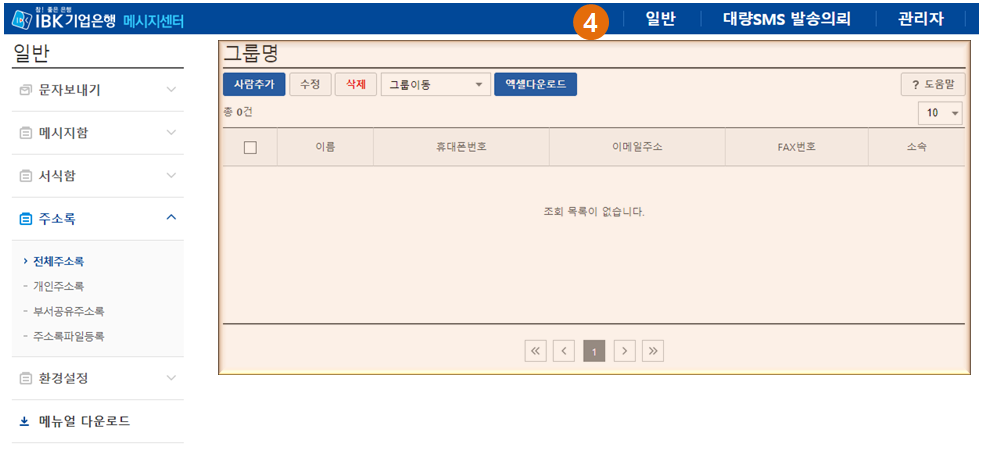 참! 좋은 은행
IBK기업은행 메시지센터
4
일반
대량SMS 발송의뢰
관리자
일반
문자보내기
메시지함
서식함
주소록
전체주소록
- 개인주소록
- 부서공유주소록
- 주소록파일등록
환경설정
메뉴얼 다운로드
그룹명
사람추가 수정 삭제 그룹이동 엑셀다운로드 ? 도움말
총 0건 10
이름 휴대폰번호 이메일주소 FAX번호 소속
조회 목록이 없습니다.
1